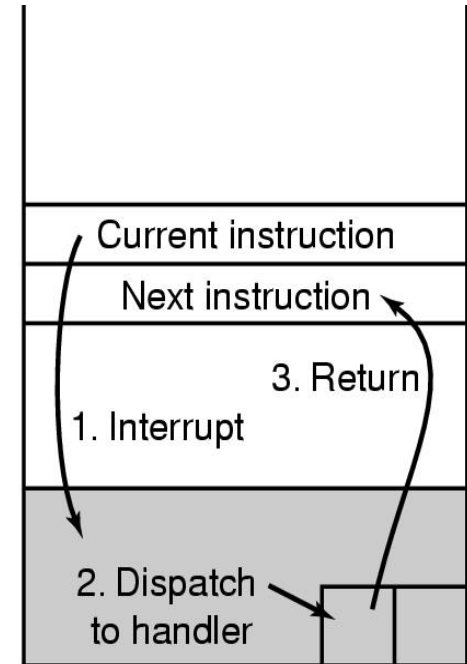 Current instruction
Next instruction
3. Return
1. Interrupt
2. Dispatch
to handler